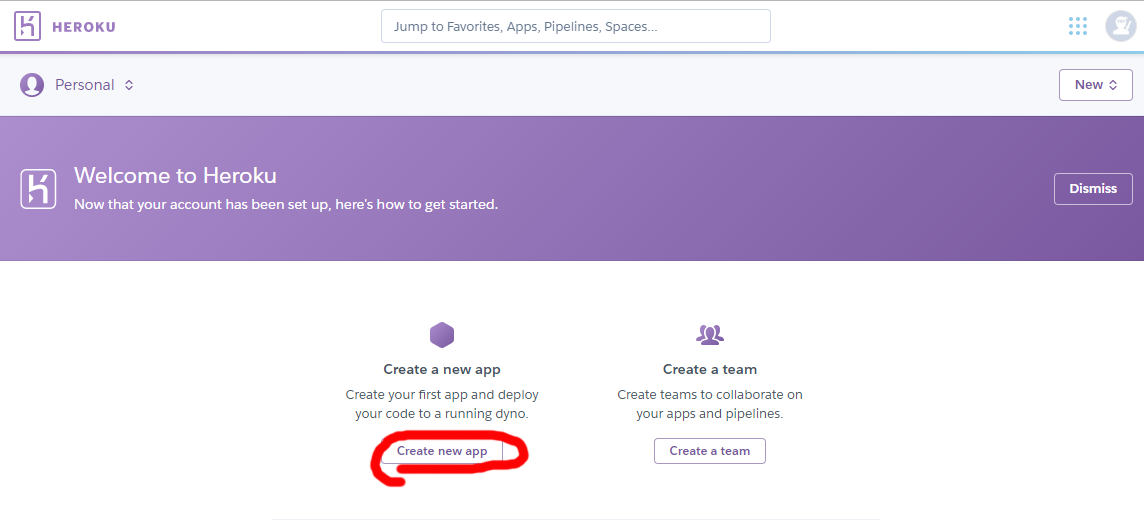 HEROKU
Jump to Favorites, Apps, Pipelines, Spaces...
Personal
New
Welcome to Heroku
Now that your account has been set up, here's how to get started.
Dismiss
Create a new app
Create your first app and deploy
your code to a running dyno.
Create new app
Create a team
Create teams to collaborate on
your apps and pipelines.
Create a team